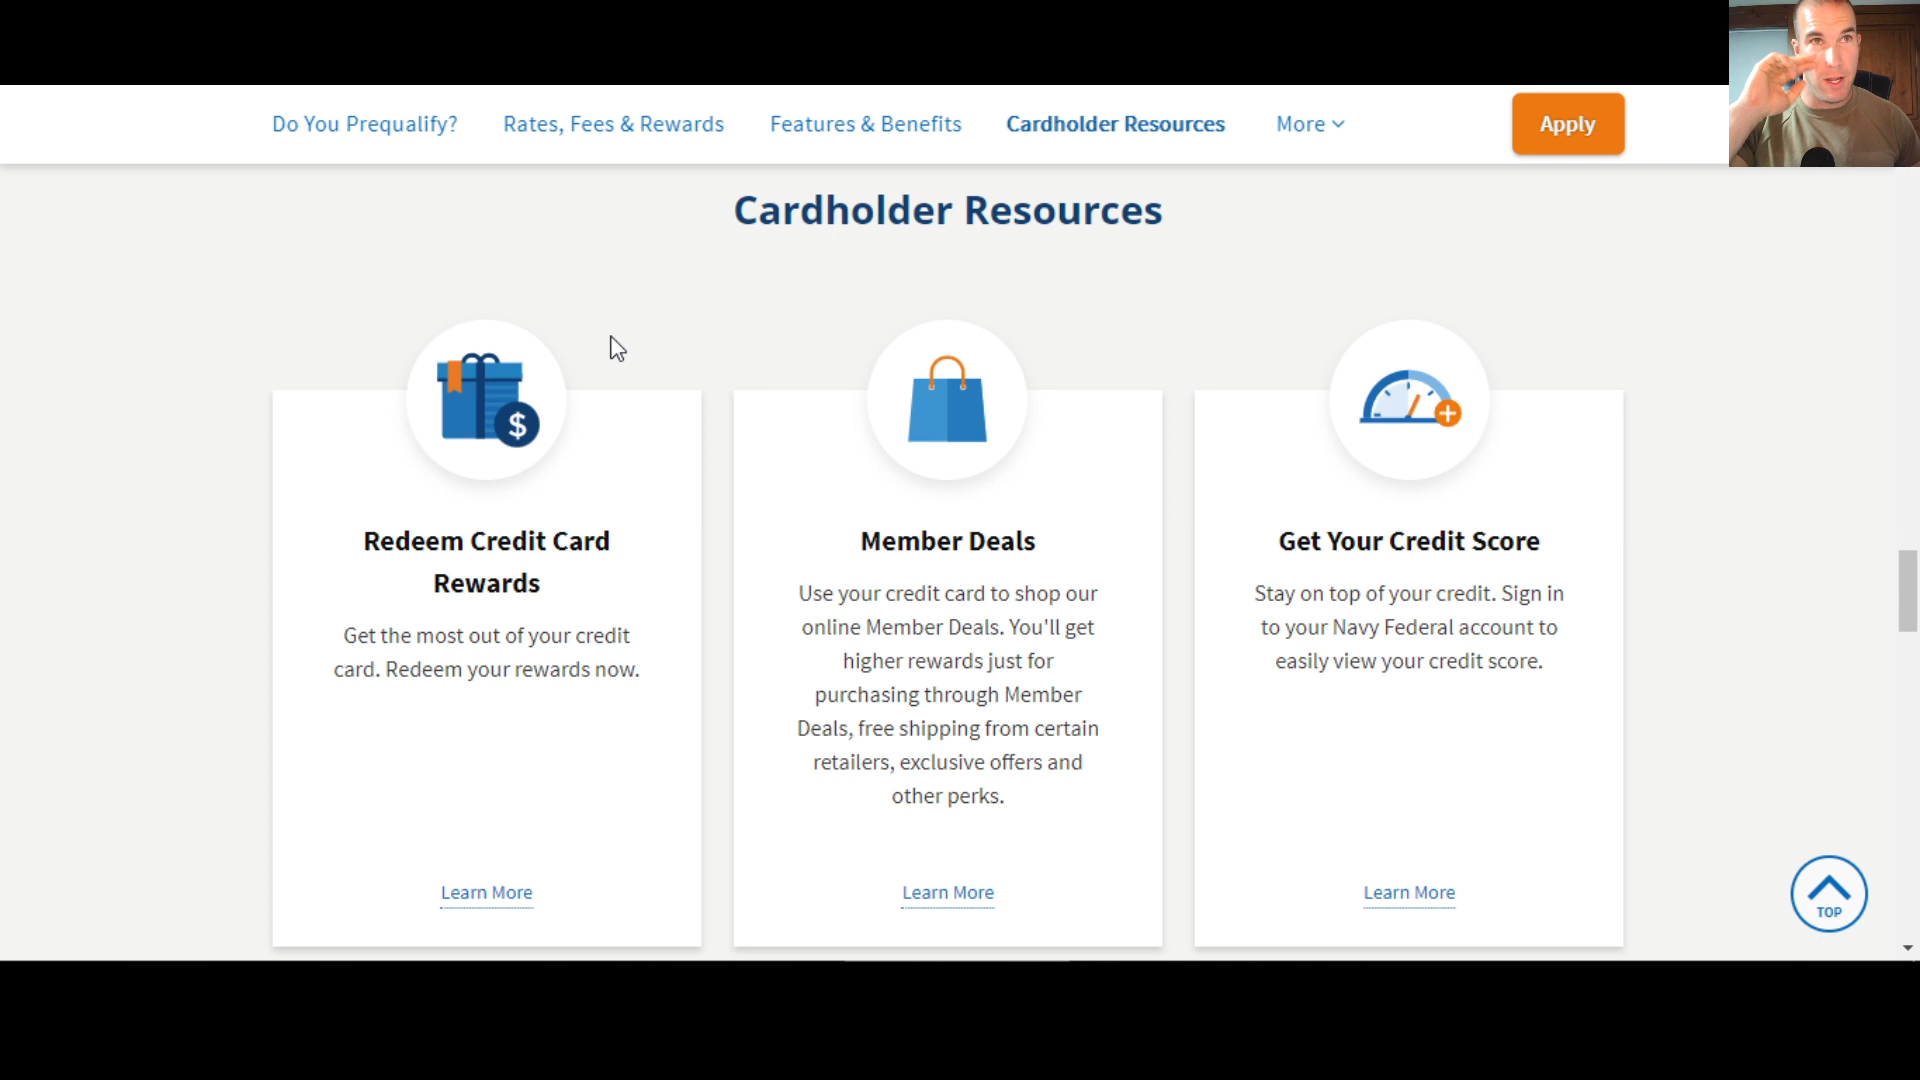 Do You Prequalify? Rates, Fees & Rewards Features & Benefits Cardholder Resources More Apply
Cardholder Resources
$
Redeem Credit Card
Rewards
Get the most out of your credit
card. Redeem your rewards now.
Learn More
Member Deals
Use your credit card to shop our
online Member Deals. You'll get
higher rewards just for
purchasing through Member
Deals, free shipping from certain
retailers, exclusive offers and
other perks.
Learn More
Get Your Credit Score
Stay on top of your credit. Sign in
to your Navy Federal account to
easily view your credit score.
Learn More
TOP